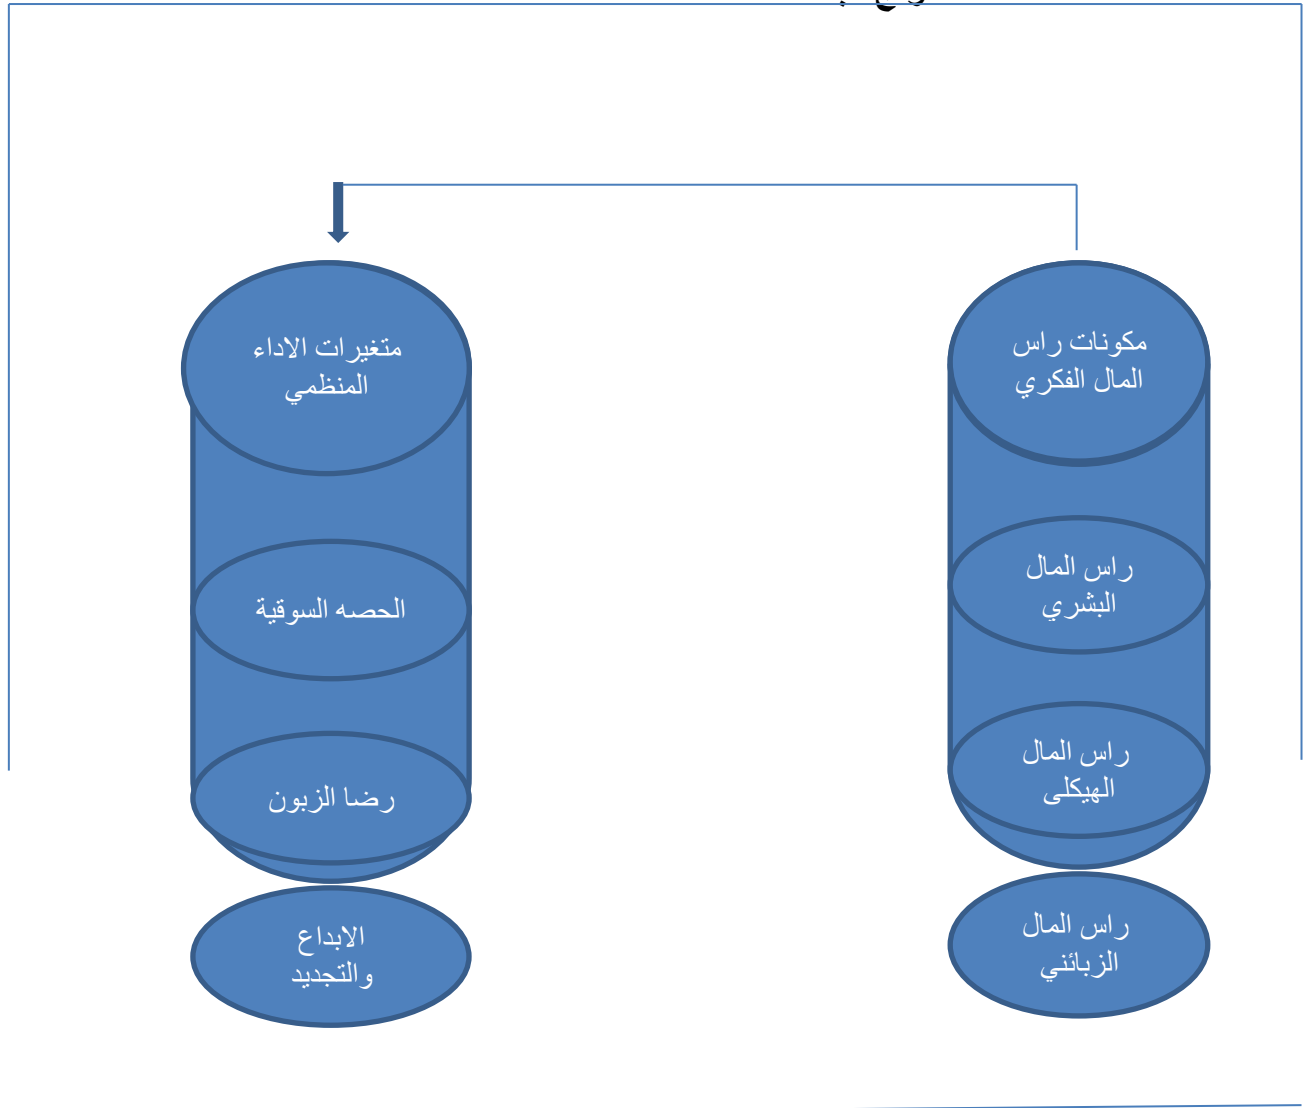 مكونات راس
المال الفكري
راس المال
البشري
راس المال
الهيكلى
راس المال
الزبائني
متغيرات الاداء
المنظمي
الحصه السوقية
رضا الزبون
الابداع
والتجديد